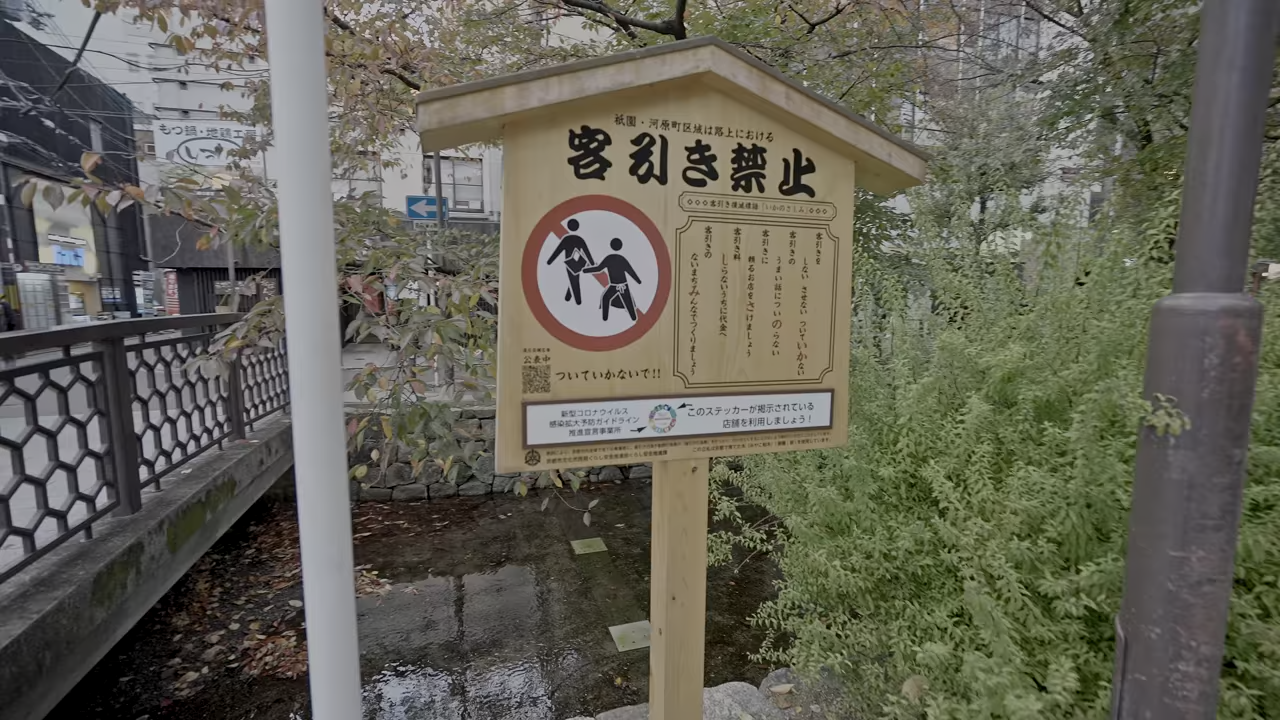 もつ鍋・地鶏工房
祇園・河原町区域は路上における
客引き禁止
客引き撲滅標語「いかのさしみ」
客引きを
しない させない ついていかない
客引きの
うまい話についのらない
客引きに
頼るお店をさけましょう
客引き料
しらないうちに代金へ
客引きの
ないまちみんなでつくりましょう
公表中
ついていかないで!!
新型コロナウイルス
感染拡大予防ガイドライン
推進宣言事業所
このステッカーが掲示されている
店舗を利用しましょう！